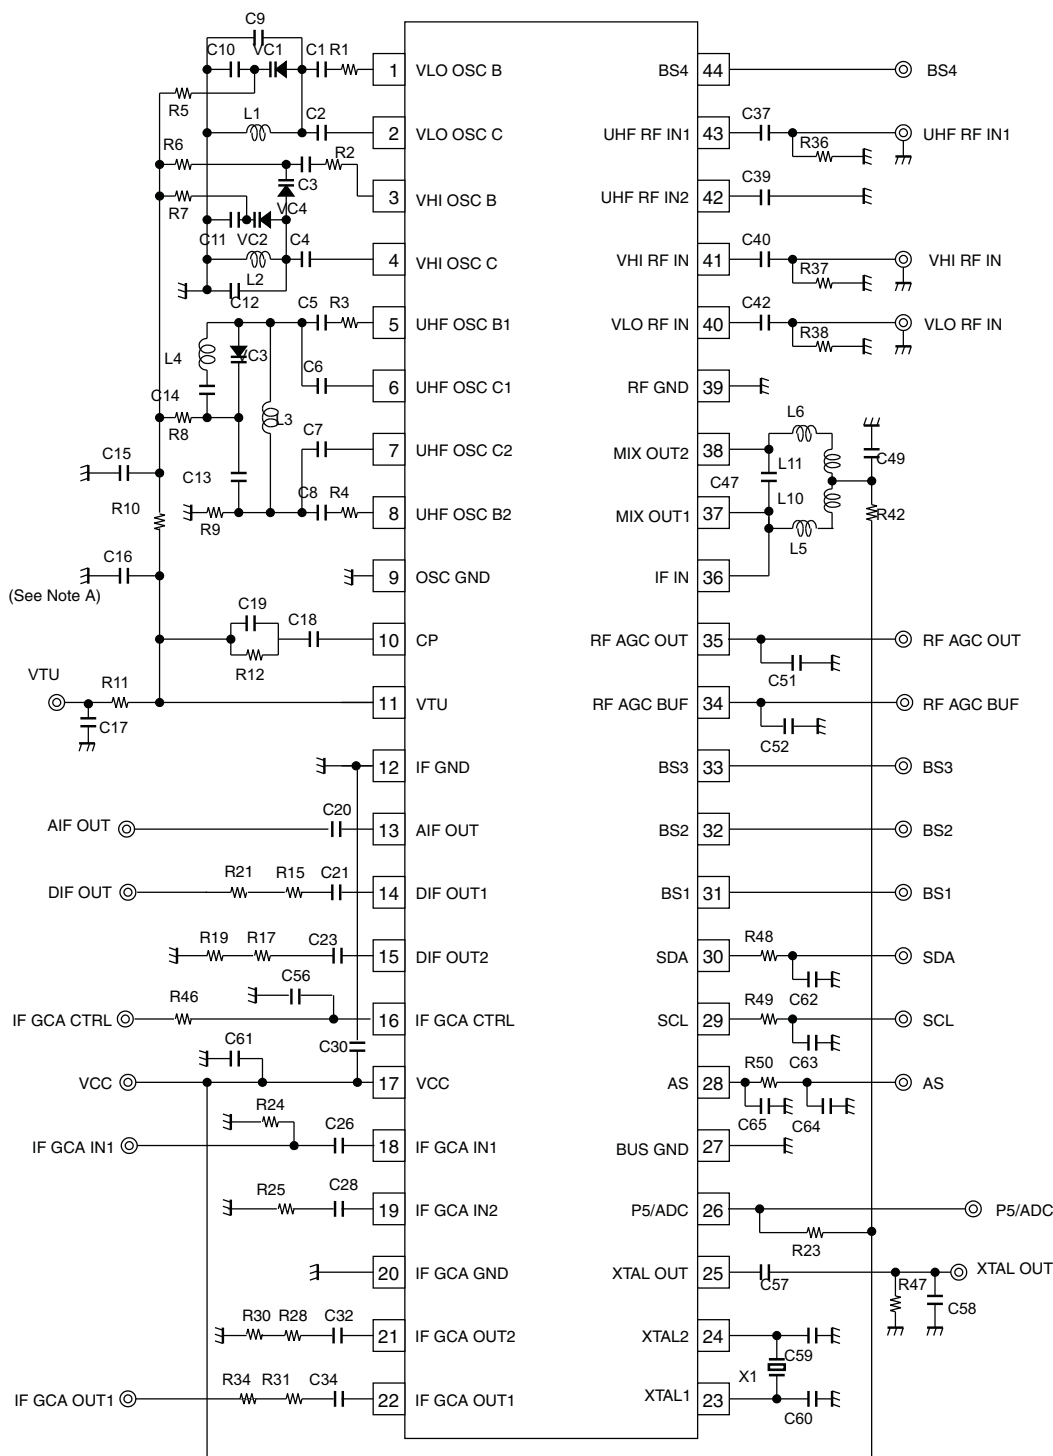 C9
C10 VC1 C1 R1
1 VLO OSC B
BS4 44
BS4
R5
L1 C2
2 VLO OSC C
UHF RF IN1 43
C37
R36
UHF RF IN1
R6
R2
C3
3 VHI OSC B
UHF RF IN2 42
C39
R7
VC4
C11 VC2 C4
4 VHI OSC C
VHI RF IN 41
C40
R37
VHI RF IN
L2
C12
C5 R3
5 UHF OSC B1
VLO RF IN 40
C42
R38
VLO RF IN
L4
VC3
C6
6 UHF OSC C1
RF GND 39
C14
R8
L3
L6
C7
7 UHF OSC C2
MIX OUT2 38
L11
C49
C15
C13
C47
L10
R10
C8 R4
8 UHF OSC B2
MIX OUT1 37
R42
R9
L5
C16
9 OSC GND
IF IN 36
(See Note A)
C19
C18
10 CP
RF AGC OUT 35
RF AGC OUT
R12
C51
VTU
R11
11 VTU
RF AGC BUF 34
RF AGC BUF
C17
C52
12 IF GND
BS3 33
BS3
AIF OUT
C20
13 AIF OUT
BS2 32
BS2
DIF OUT
R21 R15 C21
14 DIF OUT1
BS1 31
BS1
R19 R17 C23
15 DIF OUT2
SDA 30
R48
SDA
C56
C62
IF GCA CTRL
R46
16 IF GCA CTRL
SCL 29
R49
SCL
C61
C30
C63
VCC
17 VCC
AS 28
R50
AS
C65 C64
R24
IF GCA IN1
C26
18 IF GCA IN1
BUS GND 27
R25 C28
19 IF GCA IN2
P5/ADC 26
P5/ADC
R23
20 IF GCA GND
XTAL OUT 25
C57
R47
XTAL OUT
C58
R30 R28 C32
21 IF GCA OUT2
XTAL2 24
C59
X1
IF GCA OUT1
R34 R31 C34
22 IF GCA OUT1
XTAL1 23
C60